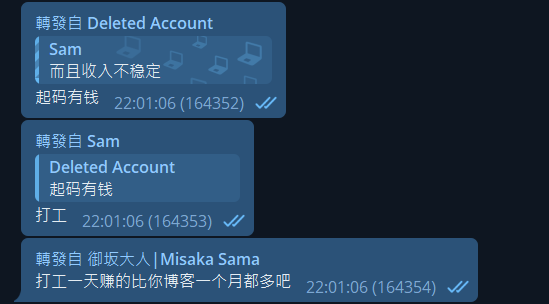 轉發自 Deleted Account
Sam
而且收入不稳定
起码有钱 22:01:06 (164352)
轉發自 Sam
Deleted Account
起码有钱
打工 22:01:06 (164353)
轉發自 御坂大人|Misaka Sama
打工一天赚的比你博客一个月都多吧 22:01:06 (164354)